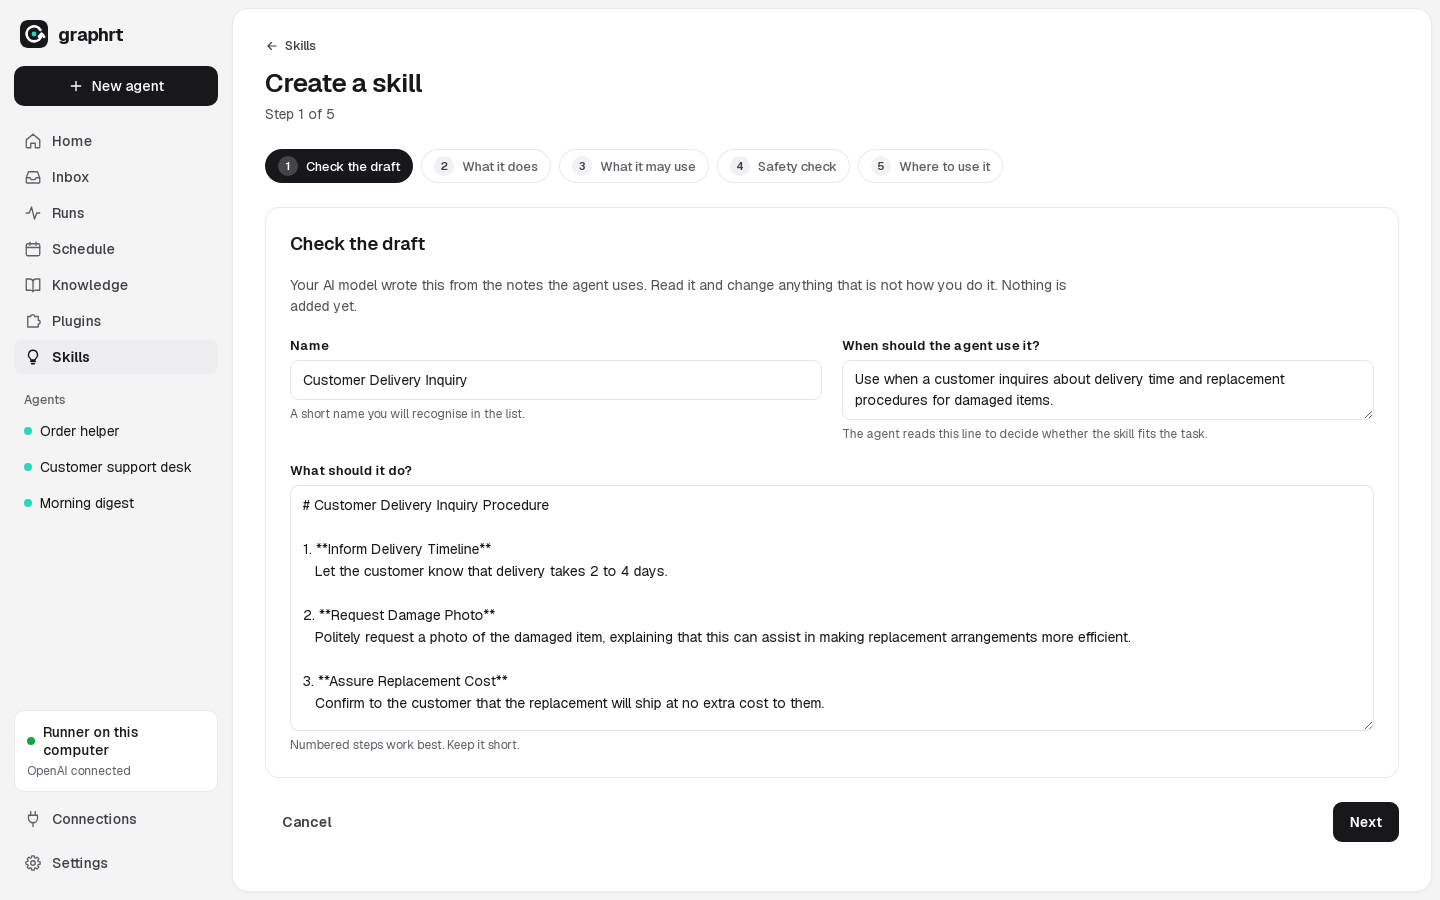 graphrt
New agent
Home
Inbox
Runs
Schedule
Knowledge
Plugins
Skills
Agents
Order helper
Customer support desk
Morning digest
Runner on this
computer
OpenAI connected
Connections
Settings
Skills
Create a skill
Step 1 of 5
1 Check the draft
2 What it does
3 What it may use
4 Safety check
5 Where to use it
Check the draft
Your AI model wrote this from the notes the agent uses. Read it and change anything that is not how you do it. Nothing is
added yet.
Name
Customer Delivery Inquiry
A short name you will recognise in the list.
When should the agent use it?
Use when a customer inquires about delivery time and replacement
procedures for damaged items.
The agent reads this line to decide whether the skill fits the task.
What should it do?
# Customer Delivery Inquiry Procedure
1. **Inform Delivery Timeline**
Let the customer know that delivery takes 2 to 4 days.
2. **Request Damage Photo**
Politely request a photo of the damaged item, explaining that this can assist in making replacement arrangements more efficient.
3. **Assure Replacement Cost**
Confirm to the customer that the replacement will ship at no extra cost to them.
Numbered steps work best. Keep it short.
Cancel
Next